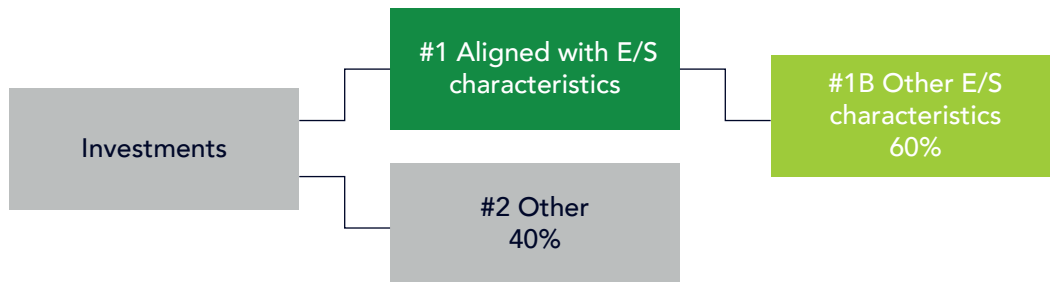 Investments
#1 Aligned with E/S
characteristics
#2 Other
40%
#1B Other E/S
characteristics
60%